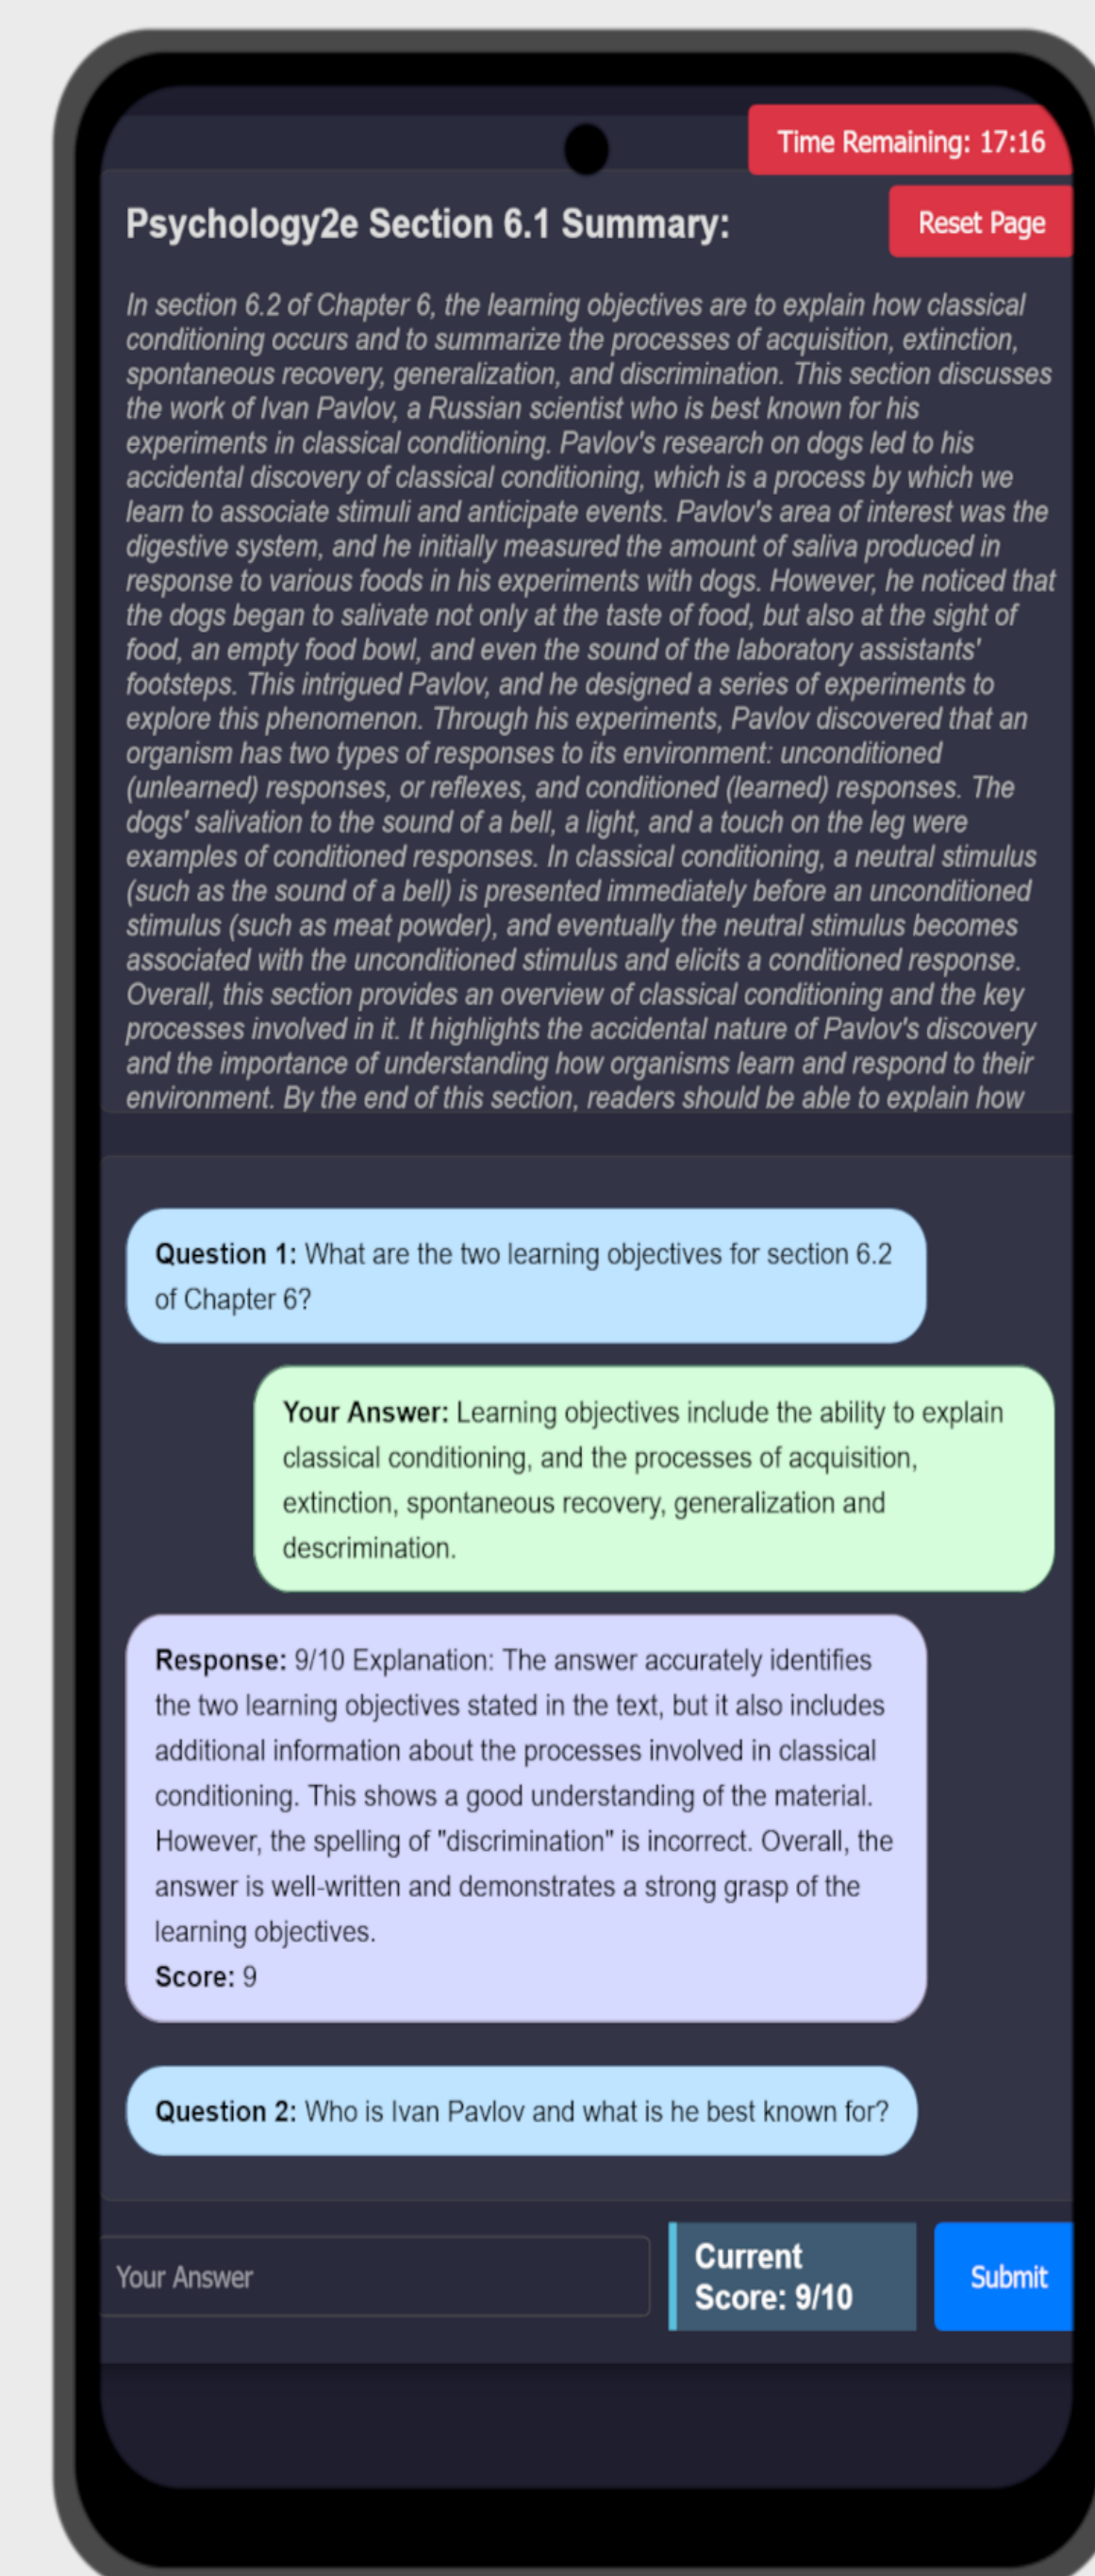 Time Remaining: 17:16
Psychology2e Section 6.1 Summary:
Reset Page
In section 6.2 of Chapter 6, the learning objectives are to explain how classical
conditioning occurs and to summarize the processes of acquisition, extinction,
spontaneous recovery, generalization, and discrimination. This section discusses
the work of Ivan Pavlov, a Russian scientist who is best known for his
experiments in classical conditioning. Pavlov's research on dogs led to his
accidental discovery of classical conditioning, which is a process by which we
learn to associate stimuli and anticipate events. Pavlov's area of interest was the
digestive system, and he initially measured the amount of saliva produced in
response to various foods in his experiments with dogs. However, he noticed that
the dogs began to salivate not only at the taste of food, but also at the sight of
food, an empty food bowl, and even the sound of the laboratory assistants'
footsteps. This intrigued Pavlov, and he designed a series of experiments to
explore this phenomenon. Through his experiments, Pavlov discovered that an
organism has two types of responses to its environment: unconditioned
(unlearned) responses, or reflexes, and conditioned (learned) responses. The
dogs' salivation to the sound of a bell, a light, and a touch on the leg were
examples of conditioned responses. In classical conditioning, a neutral stimulus
(such as the sound of a bell) is presented immediately before an unconditioned
stimulus (such as meat powder), and eventually the neutral stimulus becomes
associated with the unconditioned stimulus and elicits a conditioned response.
Overall, this section provides an overview of classical conditioning and the key
processes involved in it. It highlights the accidental nature of Pavlov's discovery
and the importance of understanding how organisms learn and respond to their
environment. By the end of this section, readers should be able to explain how
Question 1: What are the two learning objectives for section 6.2
of Chapter 6?
Your Answer: Learning objectives include the ability to explain
classical conditioning, and the processes of acquisition,
extinction, spontaneous recovery, generalization and
descrimination.
Response: 9/10 Explanation: The answer accurately identifies
the two learning objectives stated in the text, but it also includes
additional information about the processes involved in classical
conditioning. This shows a good understanding of the material.
However, the spelling of "discrimination" is incorrect. Overall, the
answer is well-written and demonstrates a strong grasp of the
learning objectives.
Score: 9
Question 2: Who is Ivan Pavlov and what is he best known for?
Your Answer
Current
Score: 9/10
Submit